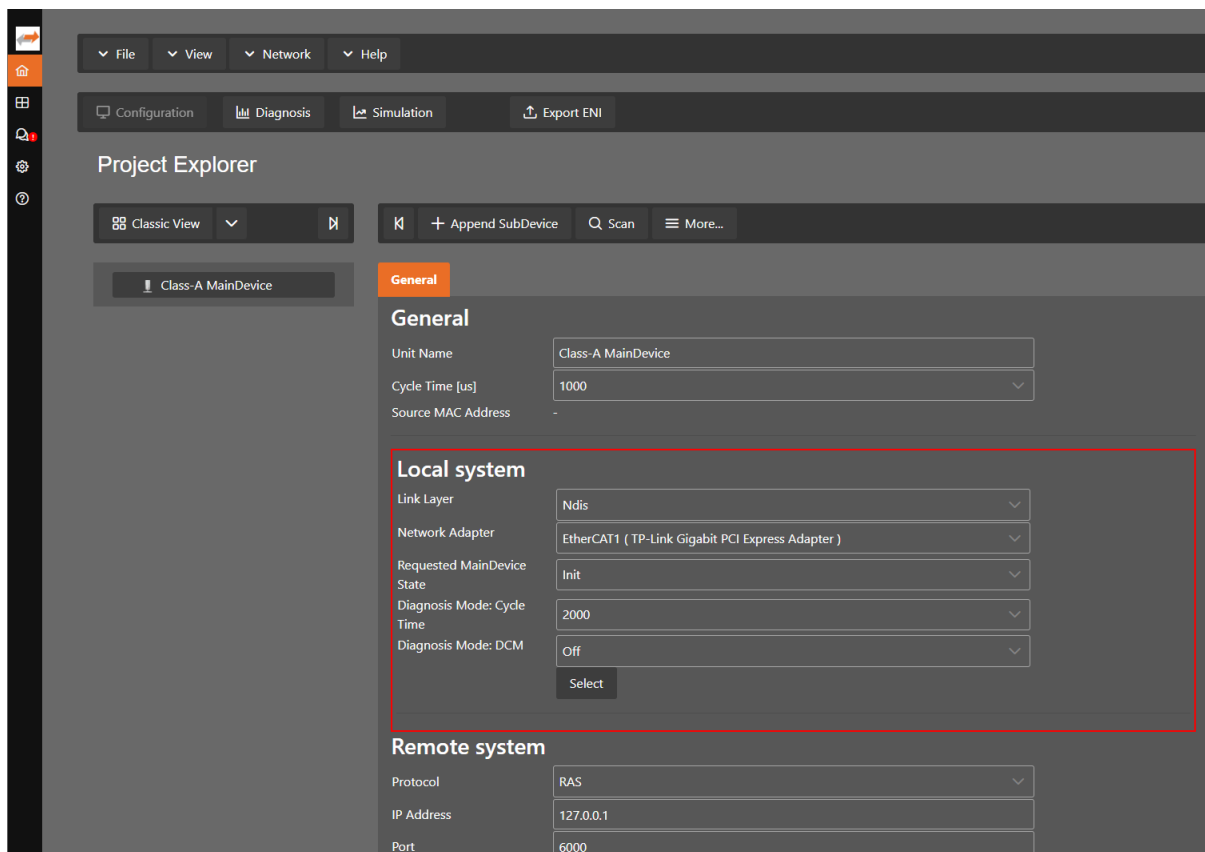 File View Network Help
Configuration Diagnosis Simulation Export ENI
Project Explorer
Classic View
Append SubDevice Scan More...
Class-A MainDevice
General
General
Unit Name Class-A MainDevice
Cycle Time [us] 1000
Source MAC Address -
Local system
Link Layer Ndis
Network Adapter EtherCAT1 ( TP-Link Gigabit PCI Express Adapter )
Requested MainDevice
State
Init
Diagnosis Mode: Cycle
Time
2000
Diagnosis Mode: DCM Off
Select
Remote system
Protocol RAS
IP Address 127.0.0.1
Port 6000